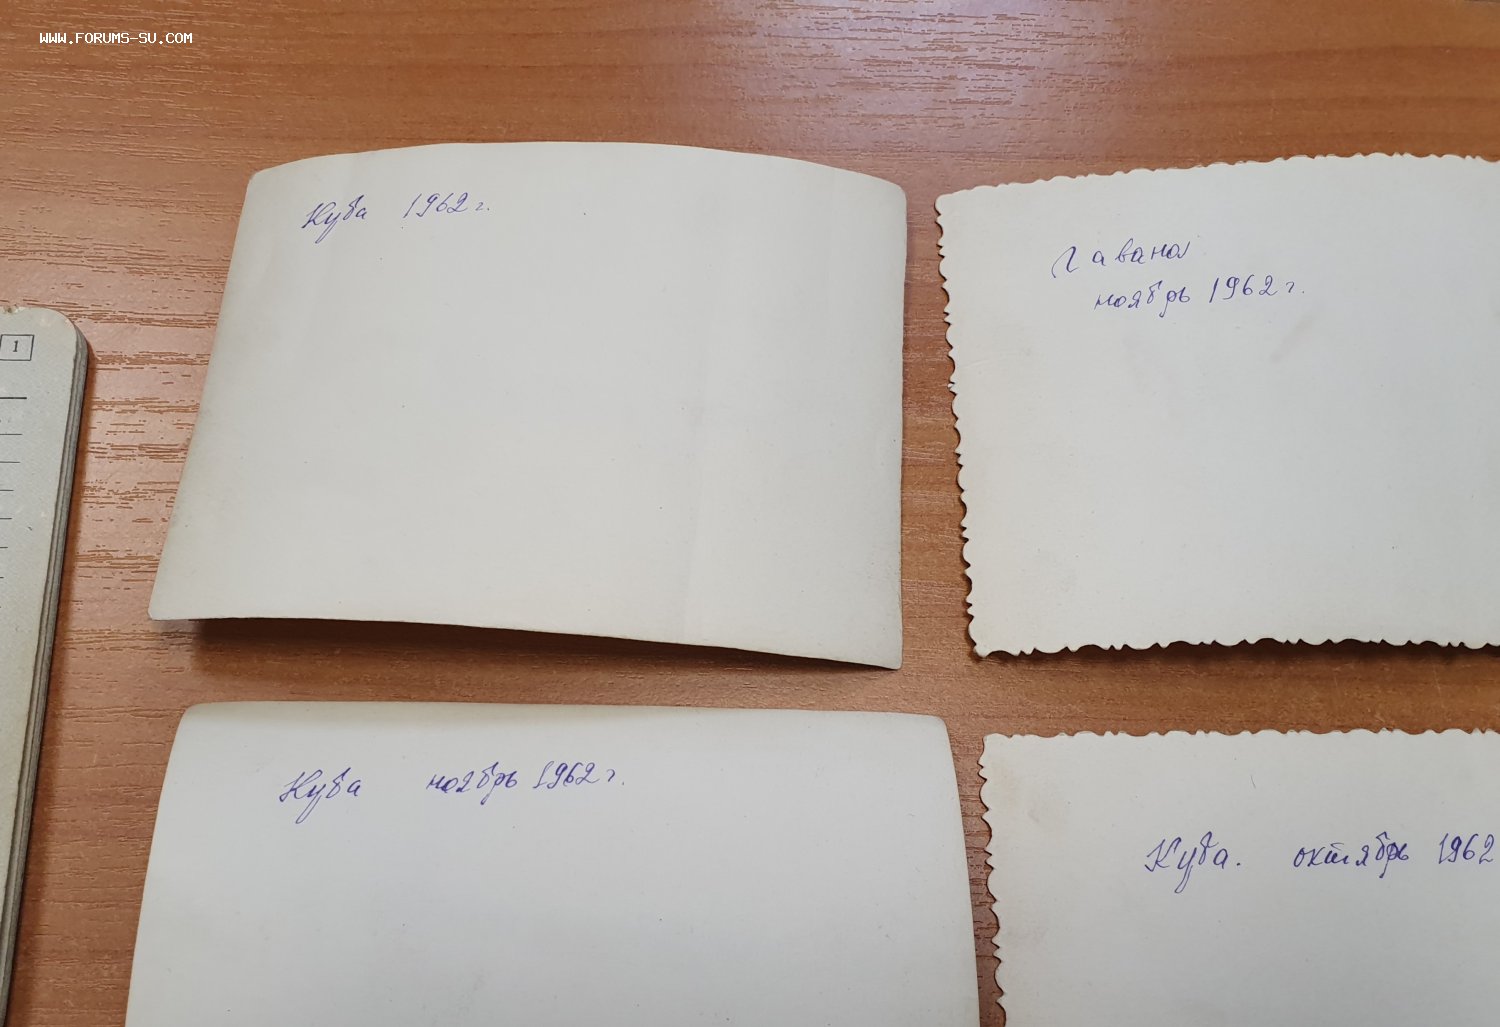 www.forums-su.com
Куба 1962 г.
Гавана
ноябрь 1962 г.
1
Куба ноябрь 1962 г.
Куба. октябрь 1962